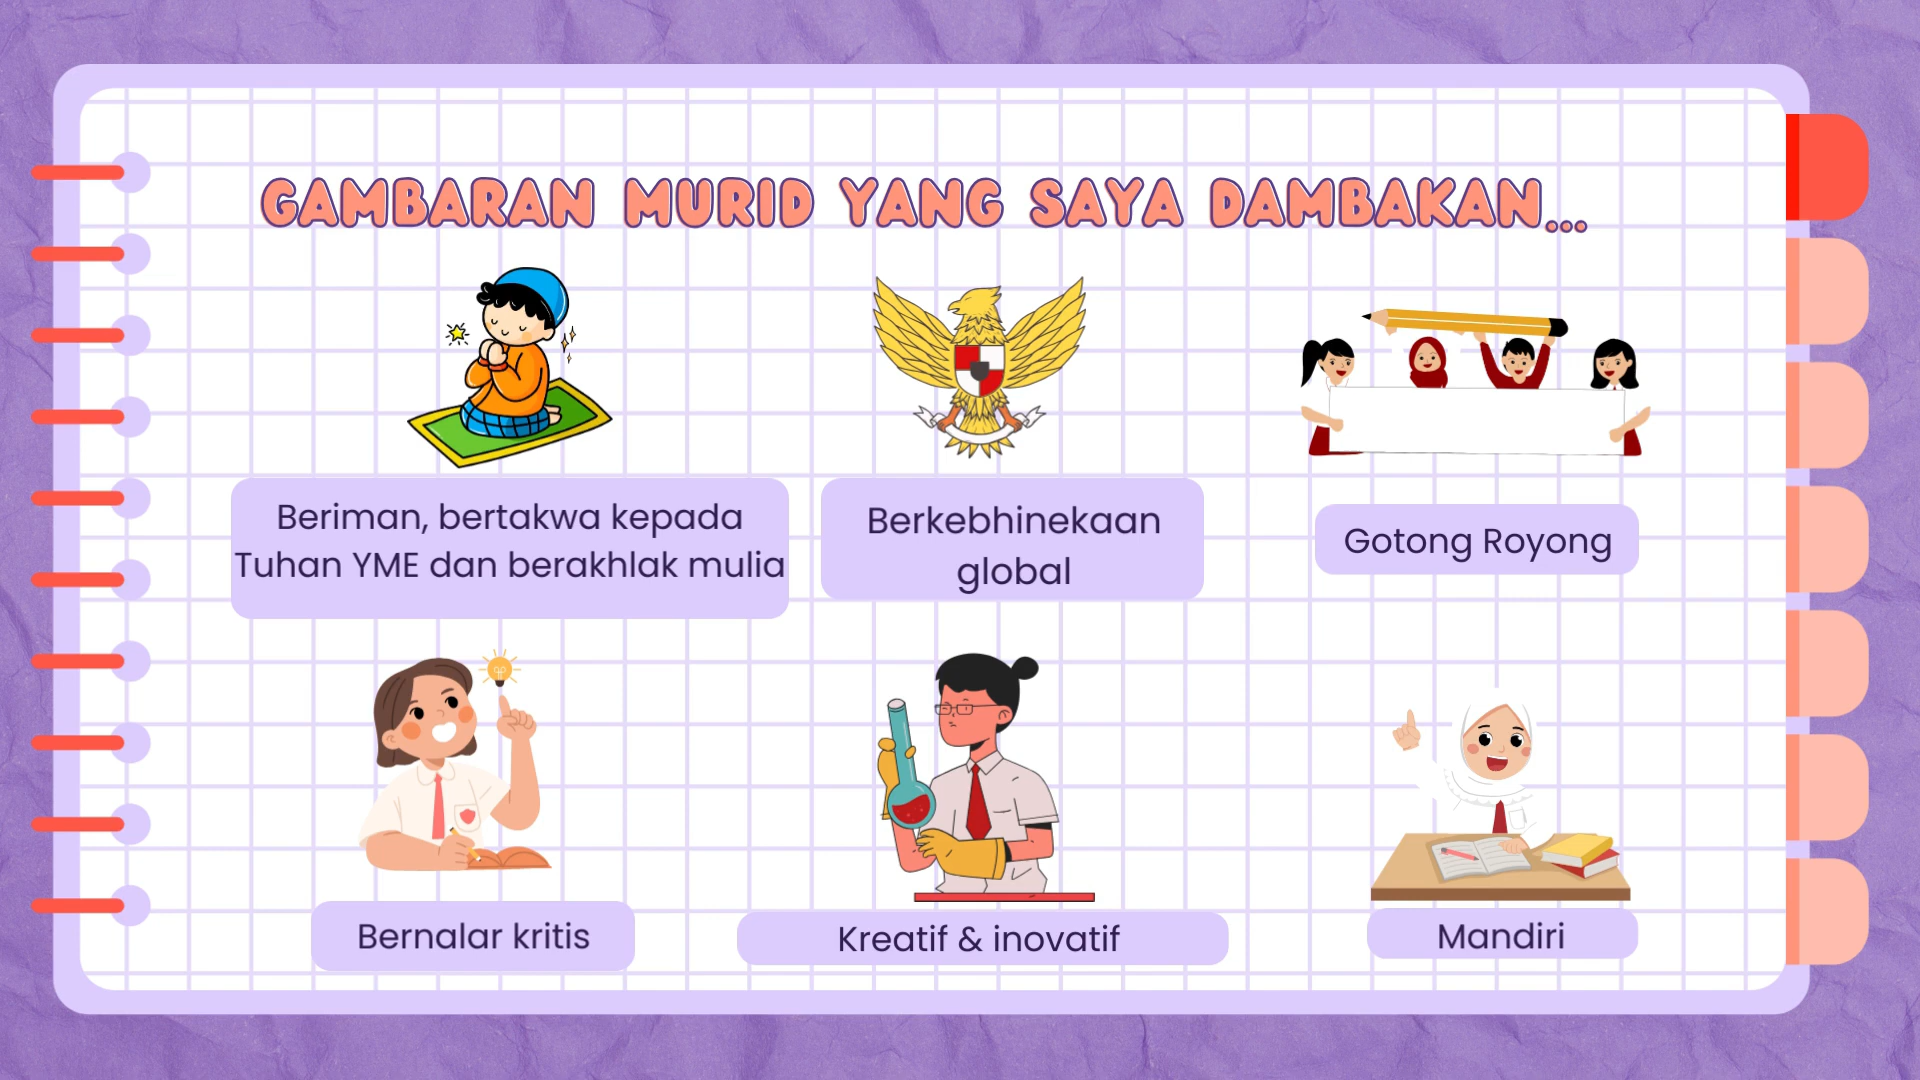 GAMBARAN MURID YANG SAYA DAMBAKAN...
Beriman, bertakwa kepada
Tuhan YME dan berakhlak mulia
Berkebhinekaan
global
Gotong Royong
Bernalar kritis
Kreatif & inovatif
Mandiri